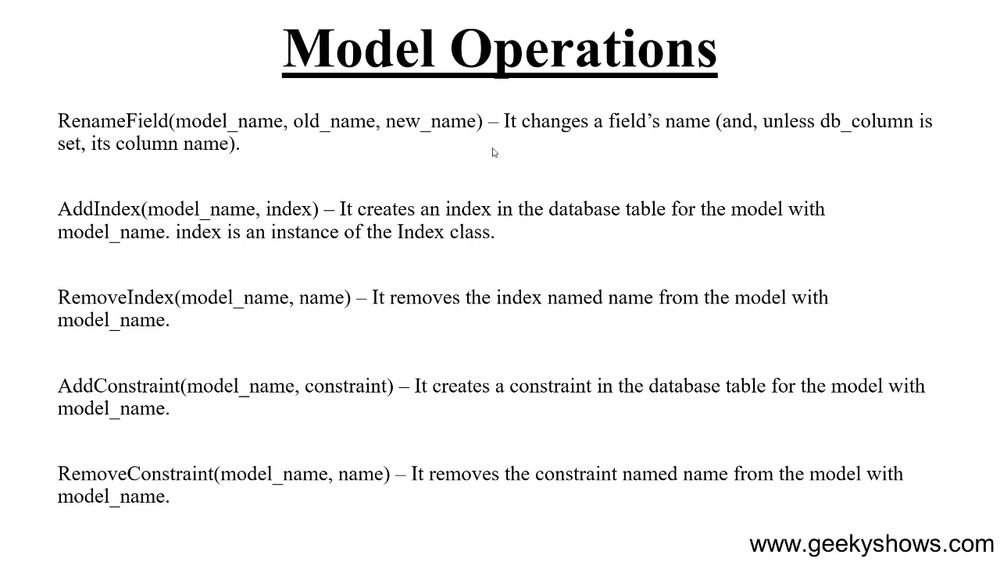 Model Operations
RenameField(model_name, old_name, new_name) – It changes a field’s name (and, unless db_column is
set, its column name).
AddIndex(model_name, index) – It creates an index in the database table for the model with
model_name. index is an instance of the Index class.
RemoveIndex(model_name, name) – It removes the index named name from the model with
model_name.
AddConstraint(model_name, constraint) – It creates a constraint in the database table for the model with
model_name.
RemoveConstraint(model_name, name) – It removes the constraint named name from the model with
model_name.
www.geekyshows.com